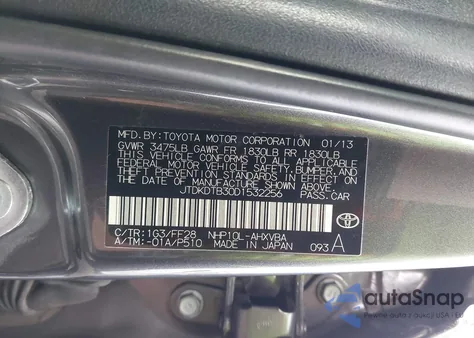 MFD. BY: TOYOTA MOTOR CORPORATION 01/13
GVWR 3475LB GAWR FR 1830LB RR 1830LB
THIS VEHICLE CONFORMS TO ALL APPLICABLE
FEDERAL MOTOR VEHICLE SAFETY, BUMPER, AND
THEFT PREVENTION STANDARDS IN EFFECT ON
THE DATE OF MANUFACTURE SHOWN ABOVE.
JTDKDTB30D1532256 PASS.CAR
C/TR: 1G3/FF28 NHP10L-AHXVBA
A/TM: -01A/P510 MADE IN JAPAN 093 A
TOYOTA
autoSnap